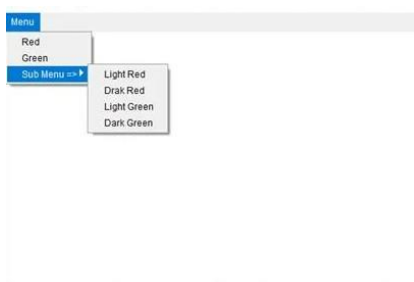 Menu
Red
Green
Sub Menu =>
Light Red
Drak Red
Light Green
Dark Green